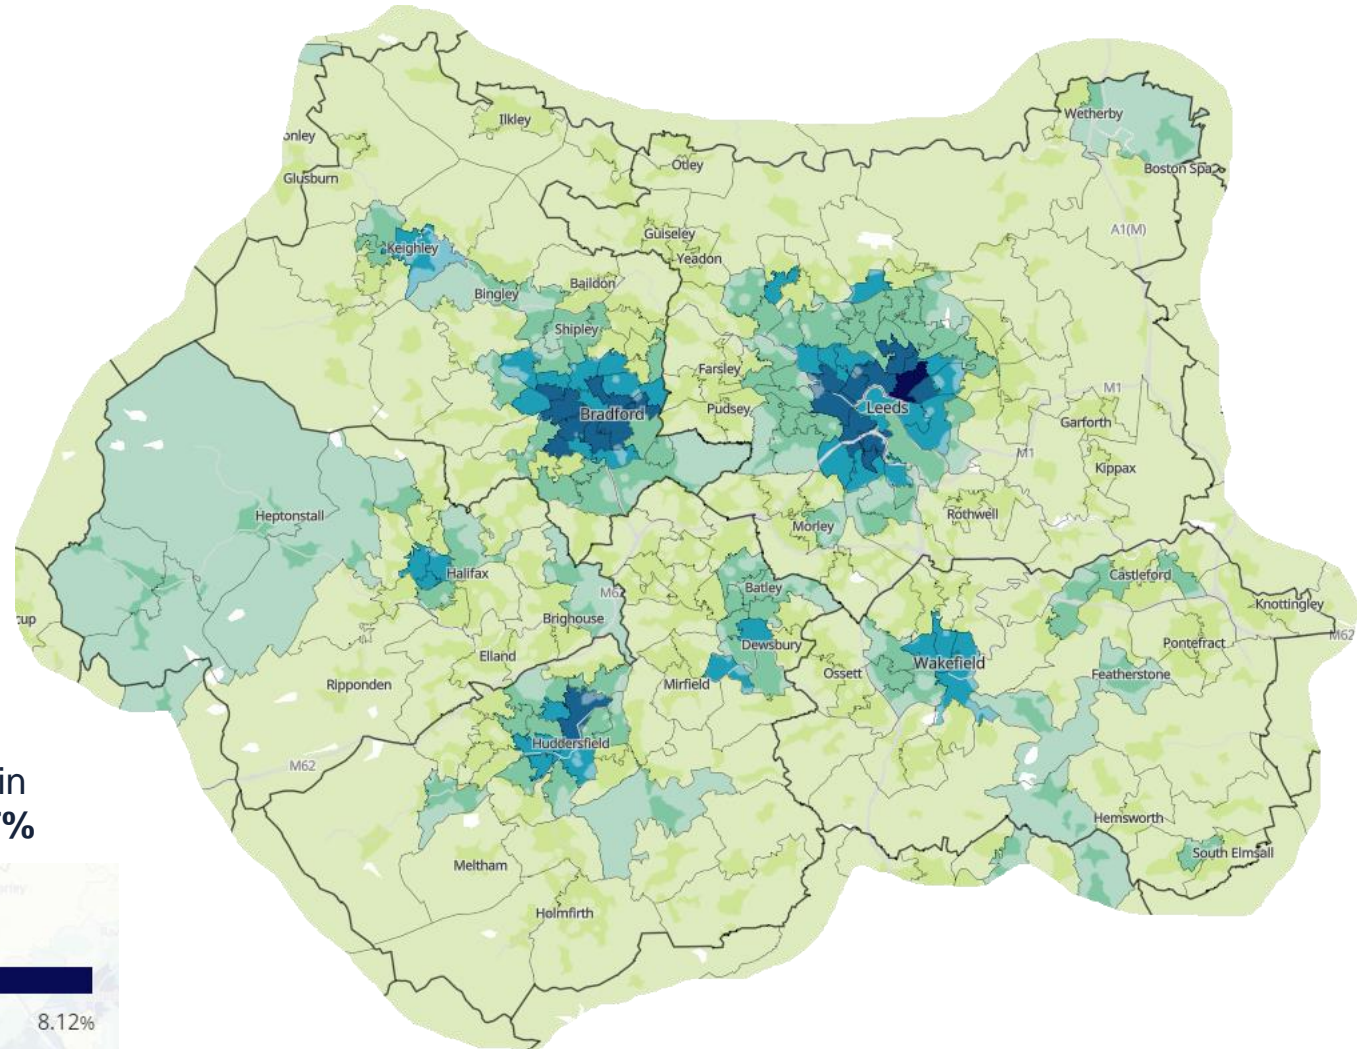 Wetherby
Ilkley
onley
Otley
Boston Spa
Glusburn
A1(M)
Guiseley
Keighley
Yeadon
Baildon
Bingley
Shipley
Farsley
M1
Leeds
Pudsey
Bradford
Garforth
M1
Kippax
Heptonstall
Rothwell
Morley
Halifax
Castleford
Batley
M62
Knottingley
cup
Brighouse
M62
Dewsbury
Pontefract
Elland
Wakefield
Ossett
Featherstone
Ripponden
Mirfield
Huddersfield
M62
in
%
Hemsworth
South Elmsall
Meltham
Holmfirth
8.12%